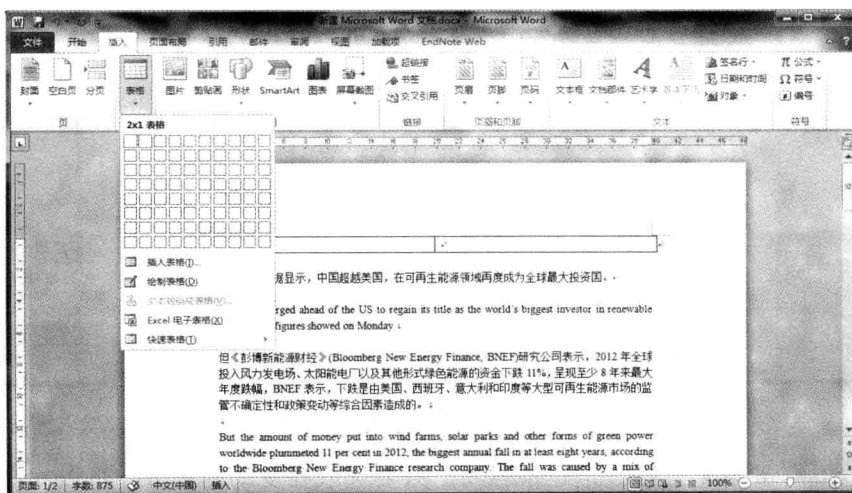 新建 Microsoft Word 文档.docx - Microsoft Word
文件 开始 插入 页面布局 引用 邮件 审阅 视图 加载项 EndNote Web
封面 空白页 分页 表格 图片 剪贴画 形状 SmartArt 图表 屏幕截图 超链接 书签 交叉引用 页眉 页脚 页码 文本框 文档部件 艺术字 首字下沉 签名行 日期和时间 对象 公式 符号 编号
页 链接 页眉和页脚 文本 符号
2x1 表格
插入表格(I)...
绘制表格(D)
文本转换成表格(V)...
Excel 电子表格(X)
快速表格(T)
据显示，中国超越美国，在可再生能源领域再度成为全球最大投资国。
rged ahead of the US to regain its title as the world's biggest investor in renewable
figures showed on Monday
但《彭博新能源财经》(Bloomberg New Energy Finance, BNEF)研究公司表示，2012 年全球
投入风力发电场、太阳能电厂以及其他形式绿色能源的资金下跌 11%，呈现至少 8 年来最大
年度跌幅，BNEF 表示，下跌是由美国、西班牙、意大利和印度等大型可再生能源市场的监
管不确定性和政策变动等综合因素造成的。
But the amount of money put into wind farms, solar parks and other forms of green power
worldwide plummeted 11 per cent in 2012, the biggest annual fall in at least eight years, according
to the Bloomberg New Energy Finance research company. The fall was caused by a mix of
页面: 1/2 字数: 875 中文(中国) 插入 100%